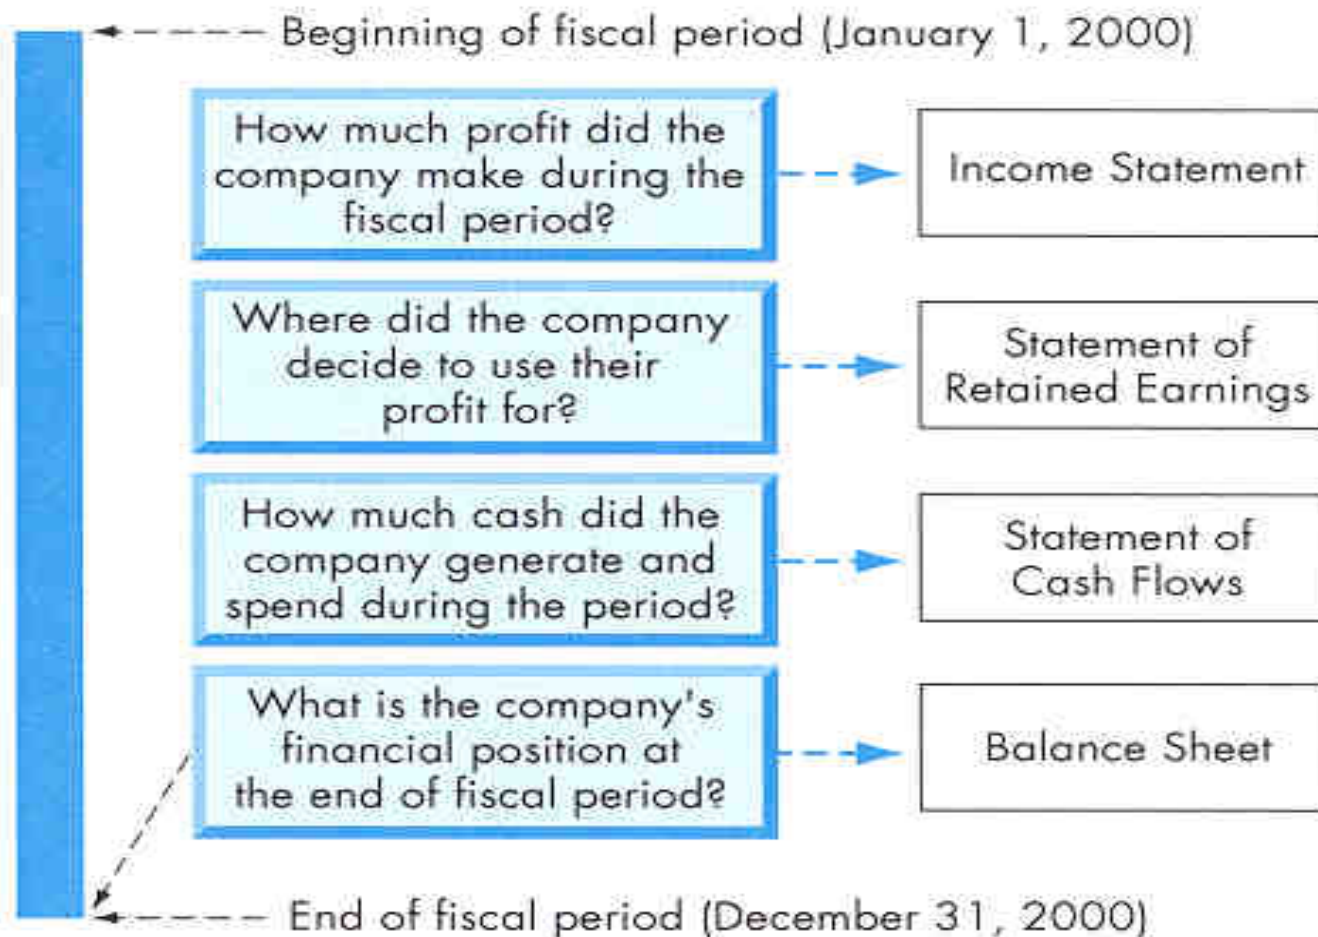 Beginning of fiscal period (January 1, 2000)
How much profit did the
company make during the
fiscal period?
Income Statement
Where did the company
decide to use their
profit for?
Statement of
Retained Earnings
How much cash did the
company generate and
spend during the period?
Statement of
Cash Flows
What is the company's
financial position at
the end of fiscal period?
Balance Sheet
End of fiscal period (December 31, 2000)